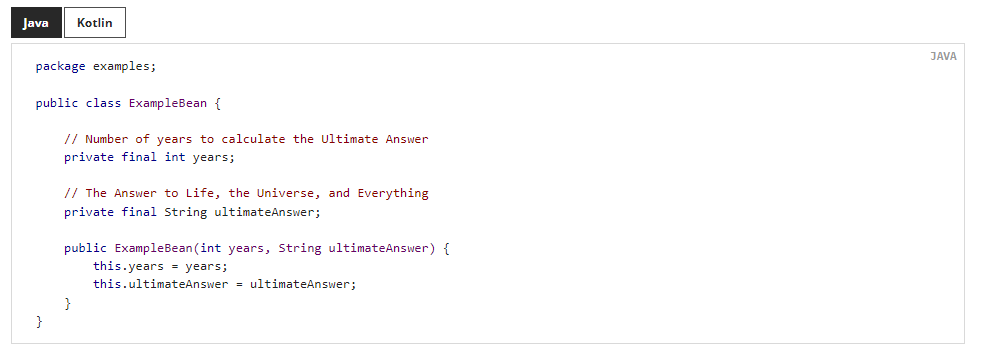 Java Kotlin
JAVA
package examples;
public class ExampleBean {
// Number of years to calculate the Ultimate Answer
private final int years;
// The Answer to Life, the Universe, and Everything
private final String ultimateAnswer;
public ExampleBean(int years, String ultimateAnswer) {
this.years = years;
this.ultimateAnswer = ultimateAnswer;
}
}